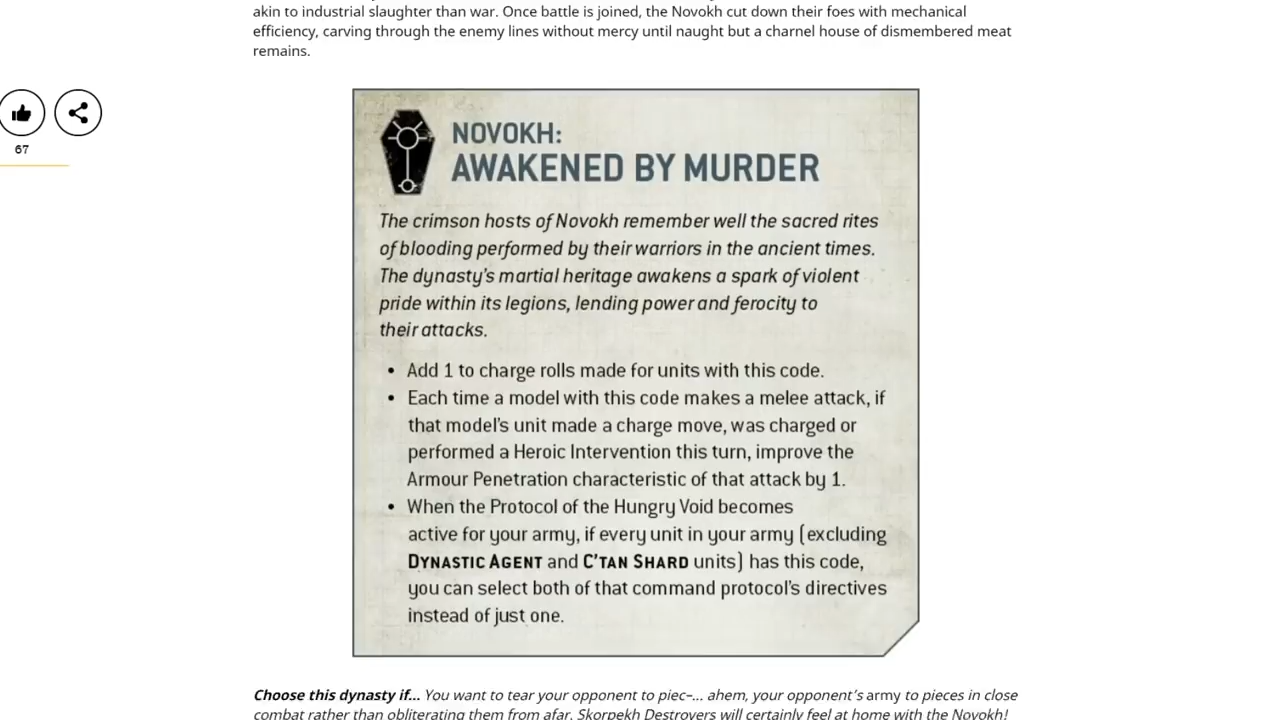 akin to industrial slaughter than war. Once battle is joined, the Novokh cut down their foes with mechanical
efficiency, carving through the enemy lines without mercy until naught but a charnel house of dismembered meat
remains.
67
NOVOKH:
AWAKENED BY MURDER
The crimson hosts of Novokh remember well the sacred rites
of blooding performed by their warriors in the ancient times.
The dynasty's martial heritage awakens a spark of violent
pride within its legions, lending power and ferocity to
their attacks.
• Add 1 to charge rolls made for units with this code.
• Each time a model with this code makes a melee attack, if
that model's unit made a charge move, was charged or
performed a Heroic Intervention this turn, improve the
Armour Penetration characteristic of that attack by 1.
• When the Protocol of the Hungry Void becomes
active for your army, if every unit in your army (excluding
DYNASTIC AGENT and C'TAN SHARD units) has this code,
you can select both of that command protocol's directives
instead of just one.
Choose this dynasty if... You want to tear your opponent to piec–... ahem, your opponent's army to pieces in close
combat rather than obliterating them from afar. Skorpekh Destroyers will certainly feel at home with the Novokh!